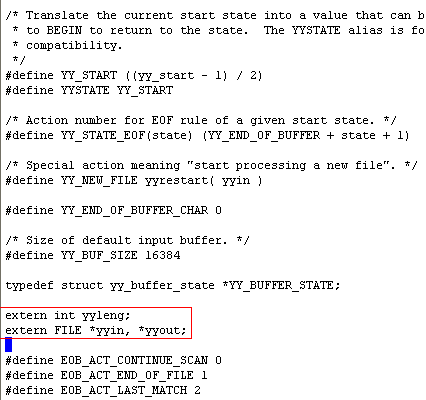 /* Translate the current start state into a value that can b
 * to BEGIN to return to the state.  The YYSTATE alias is fo
 * compatibility.
 */
#define YY_START ((yy_start - 1) / 2)
#define YYSTATE YY_START

/* Action number for EOF rule of a given start state. */
#define YY_STATE_EOF(state) (YY_END_OF_BUFFER + state + 1)

/* Special action meaning "start processing a new file". */
#define YY_NEW_FILE yyrestart( yyin )

#define YY_END_OF_BUFFER_CHAR 0

/* Size of default input buffer. */
#define YY_BUF_SIZE 16384

typedef struct yy_buffer_state *YY_BUFFER_STATE;

extern int yyleng;
extern FILE *yyin, *yyout;

#define EOB_ACT_CONTINUE_SCAN 0
#define EOB_ACT_END_OF_FILE 1
#define EOB_ACT_LAST_MATCH 2